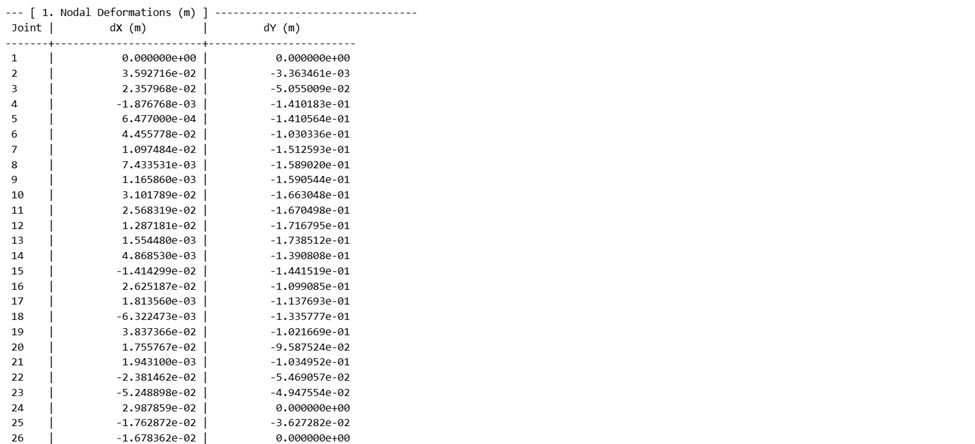 --- [ 1. Nodal Deformations (m) ] --------------------------------
Joint | dX (m) | dY (m)
-------+------------------------+------------------------
1 | 0.000000e+00 | 0.000000e+00
2 | 3.592716e-02 | -3.363461e-03
3 | 2.357968e-02 | -5.055009e-02
4 | -1.876768e-03 | -1.410183e-01
5 | 6.477000e-04 | -1.410564e-01
6 | 4.455778e-02 | -1.030336e-01
7 | 1.097484e-02 | -1.512593e-01
8 | 7.433531e-03 | -1.589020e-01
9 | 1.165860e-03 | -1.590544e-01
10 | 3.101789e-02 | -1.663048e-01
11 | 2.568319e-02 | -1.670498e-01
12 | 1.287181e-02 | -1.716795e-01
13 | 1.554480e-03 | -1.738512e-01
14 | 4.868530e-03 | -1.390808e-01
15 | -1.414299e-02 | -1.441519e-01
16 | 2.625187e-02 | -1.099085e-01
17 | 1.813560e-03 | -1.137693e-01
18 | -6.322473e-03 | -1.335777e-01
19 | 3.837366e-02 | -1.021669e-01
20 | 1.755767e-02 | -9.587524e-02
21 | 1.943100e-03 | -1.034952e-01
22 | -2.381462e-02 | -5.469057e-02
23 | -5.248898e-02 | -4.947554e-02
24 | 2.987859e-02 | 0.000000e+00
25 | -1.762872e-02 | -3.627282e-02
26 | -1.678362e-02 | 0.000000e+00